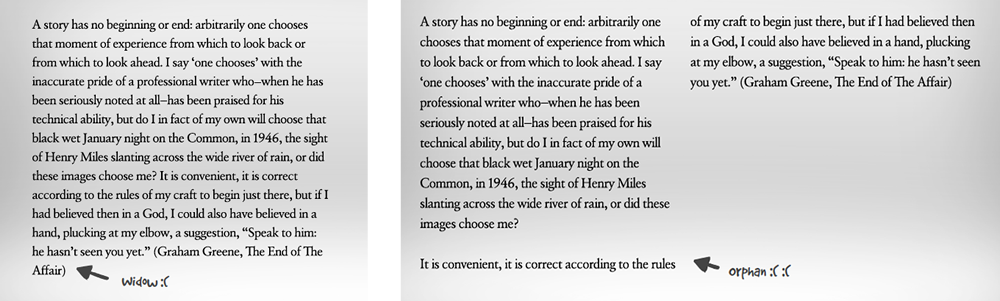 A story has no beginning or end: arbitrarily one chooses
that moment of experience from which to look back or
from which to look ahead. I say ‘one chooses’ with the
inaccurate pride of a professional writer who—when he has
been seriously noted at all—has been praised for his
technical ability, but do I in fact of my own will choose that
black wet January night on the Common, in 1946, the sight
of Henry Miles slanting across the wide river of rain, or did
these images choose me? It is convenient, it is correct
according to the rules of my craft to begin just there, but if I
had believed then in a God, I could also have believed in a
hand, plucking at my elbow, a suggestion, “Speak to him:
he hasn’t seen you yet.” (Graham Greene, The End of The
Affair)
widow :(
A story has no beginning or end: arbitrarily one
chooses that moment of experience from which
to look back or from which to look ahead. I say
‘one chooses’ with the inaccurate pride of a
professional writer who—when he has been
seriously noted at all—has been praised for his
technical ability, but do I in fact of my own will
choose that black wet January night on the
Common, in 1946, the sight of Henry Miles
slanting across the wide river of rain, or did these
images choose me?
It is convenient, it is correct according to the rules
orphan :( :(
of my craft to begin just there, but if I had believed then
in a God, I could also have believed in a hand, plucking
at my elbow, a suggestion, “Speak to him: he hasn’t seen
you yet.” (Graham Greene, The End of The Affair)